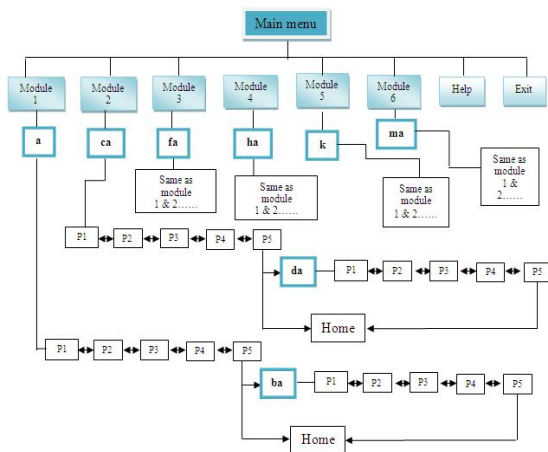 Main menu
Module
1
Module
2
Module
3
Module
4
Module
5
Module
6
Help
Exit
a
ca
fa
ha
k
ma
Same as
module
1 & 2......
Same as
module
1 & 2......
Same as
module
1 & 2......
Same as
module
1 &
2......
P1
P2
P3
P4
P5
da
P1
P2
P3
P4
P5
Home
P1
P2
P3
P4
P5
ba
P1
P2
P3
P4
P5
Home